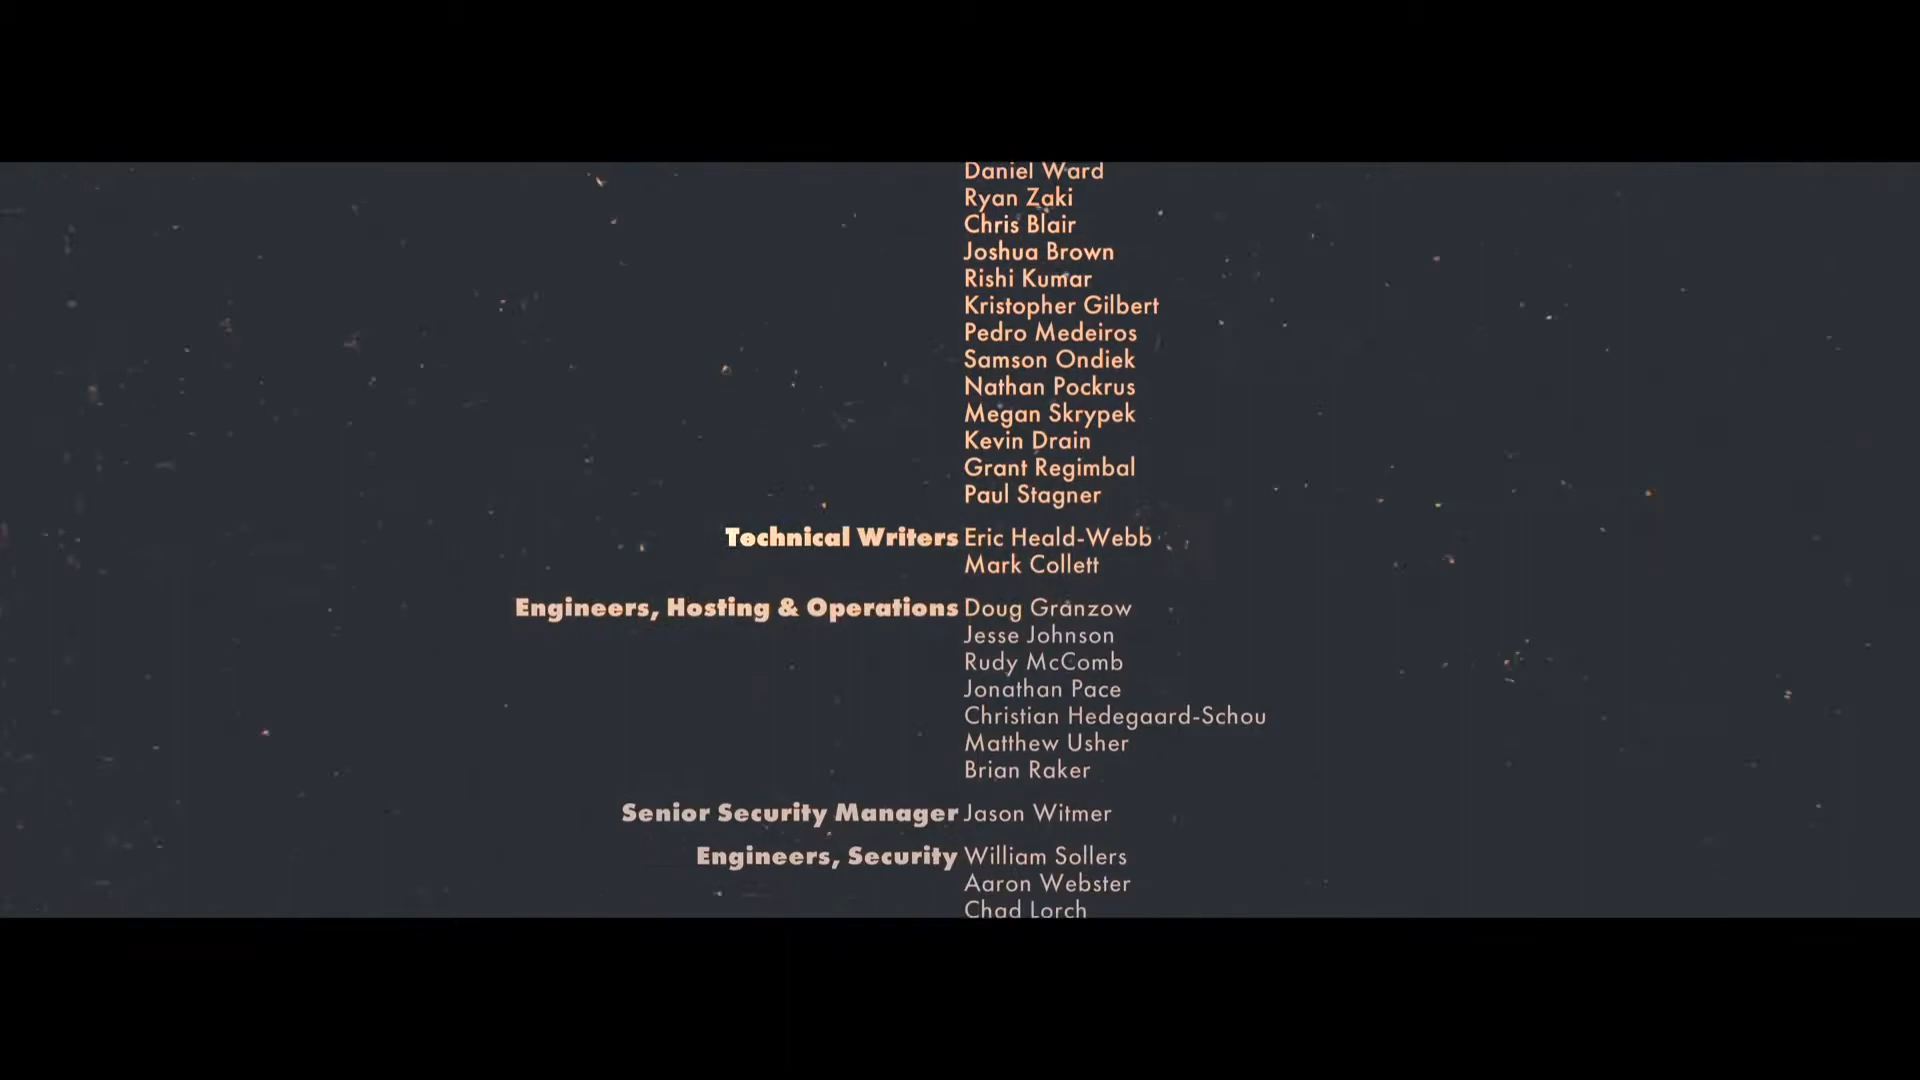 Daniel Ward
Ryan Zaki
Chris Blair
Joshua Brown
Rishi Kumar
Kristopher Gilbert
Pedro Medeiros
Samson Ondiek
Nathan Pockrus
Megan Skrypek
Kevin Drain
Grant Regimbal
Paul Stagner
Technical Writers Eric Heald-Webb
Mark Collett
Engineers, Hosting & Operations Doug Granzow
Jesse Johnson
Rudy McComb
Jonathan Pace
Christian Hedegaard-Schou
Matthew Usher
Brian Raker
Senior Security Manager Jason Witmer
Engineers, Security William Sollers
Aaron Webster
Chad Lorch